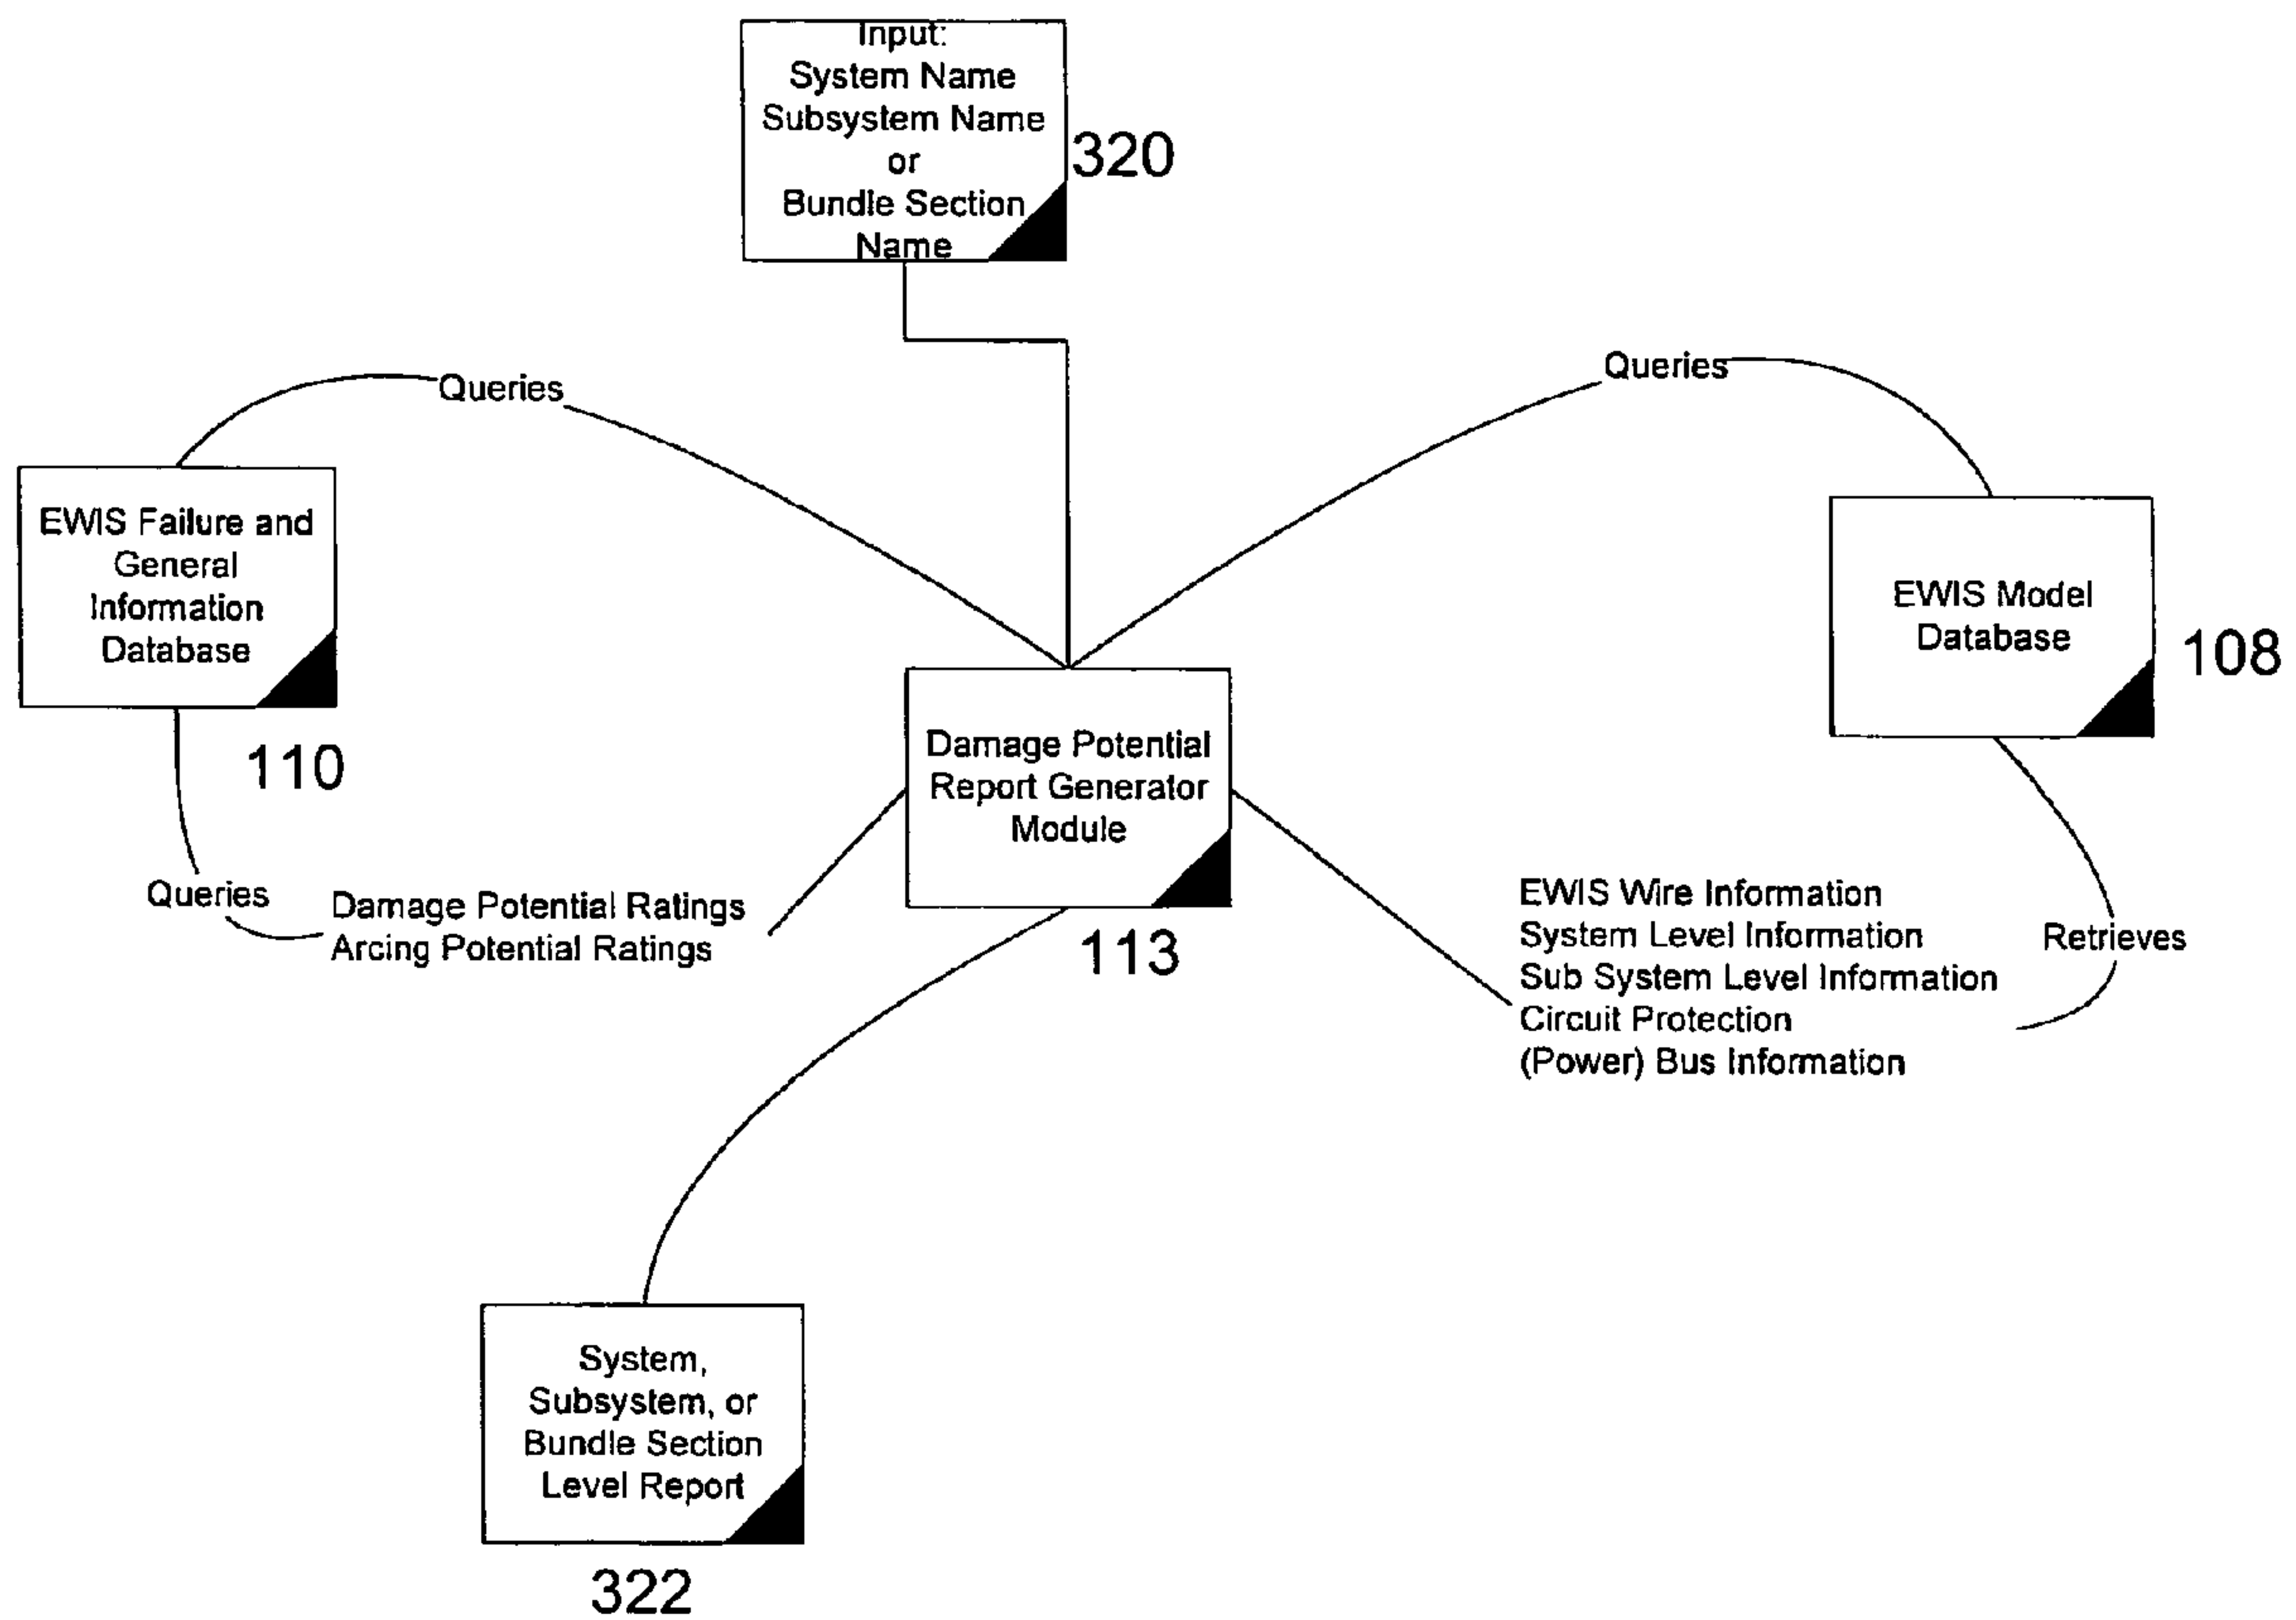 Input:
System Name
Subsystem Name
or
Bundle Section
Name
320
Queries
Queries
EWIS Failure and
General
Information
Database
110
EWIS Model
Database
108
Damage Potential
Report Generator
Module
113
Queries
Damage Potential Ratings
Arcing Potential Ratings
EWIS Wire Information
System Level Information
Sub System Level Information
Circuit Protection
(Power) Bus Information
Retrieves
System,
Subsystem, or
Bundle Section
Level Report
322